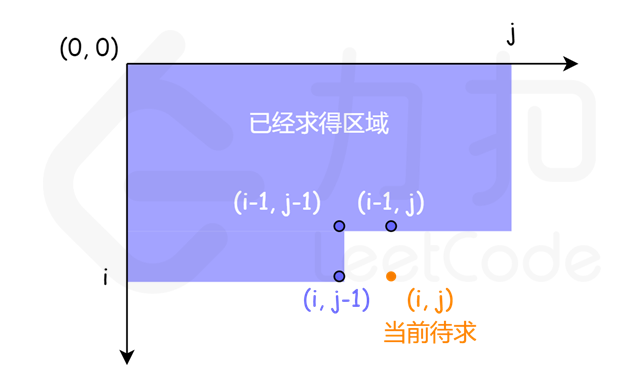 (0, 0)
j
已经求得区域
(i-1, j-1)
(i-1, j)
i
(i, j-1)
(i, j)
当前待求
力扣
LeetCode